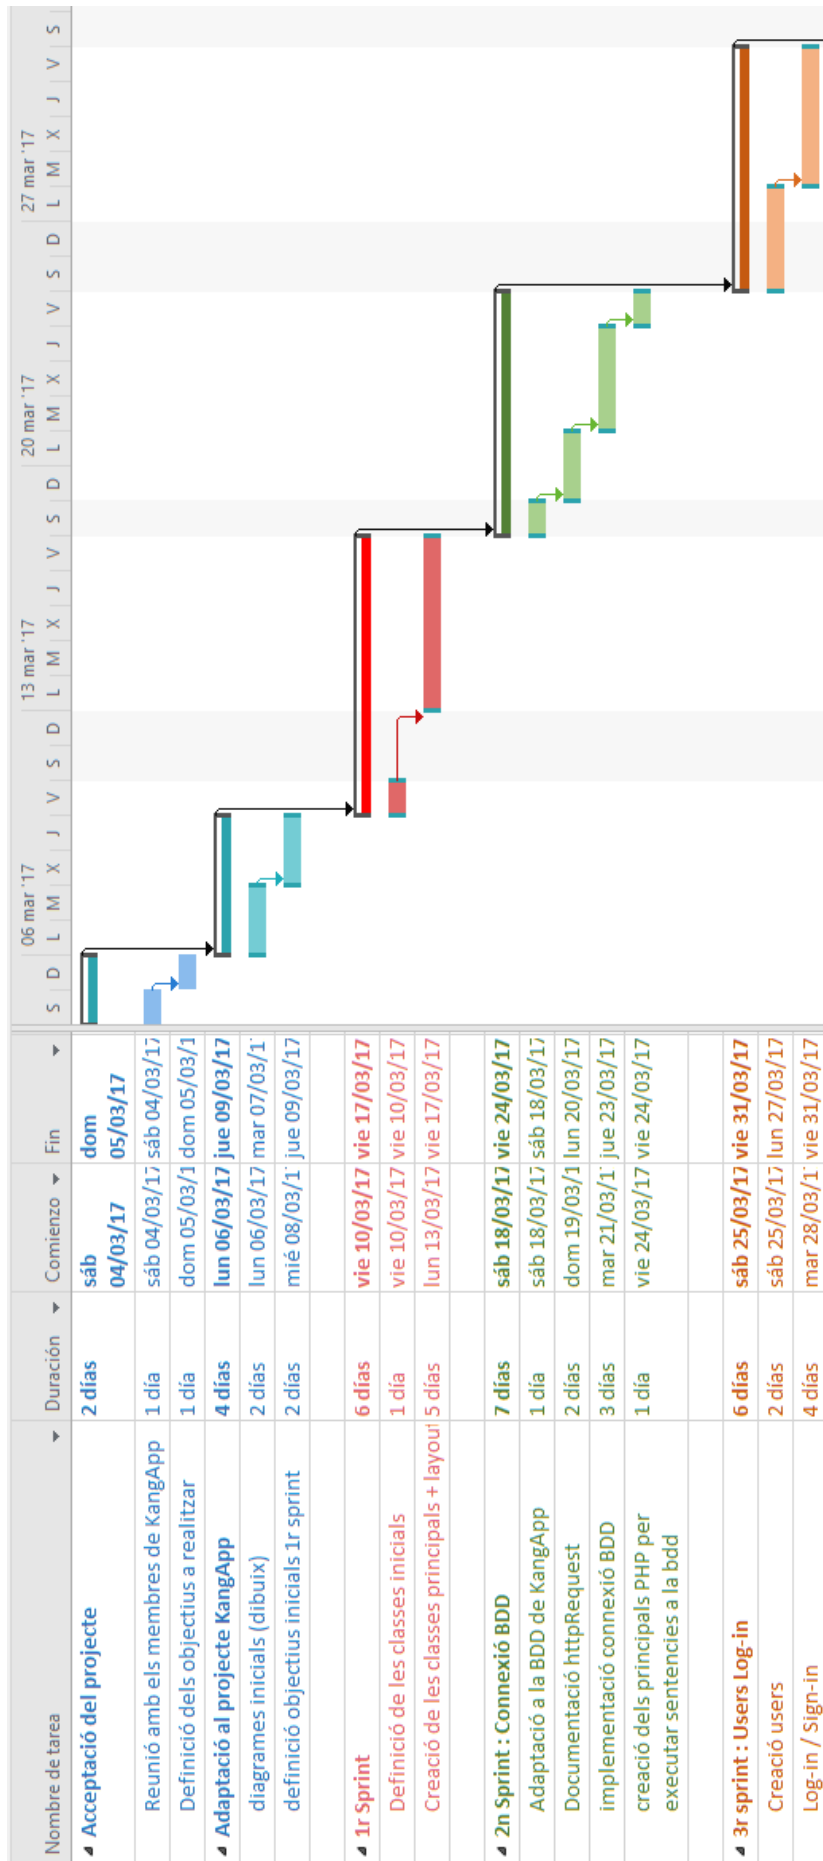 Nombre de tarea Duración Comienzo Fin
06 mar '17 13 mar '17 20 mar '17 27 mar '17
S D L M X J V S D L M X J V S D L M X J V S D L M X J V S
Acceptació del projecte 2 días sáb dom
04/03/17 05/03/17
Reunió amb els membres de KangApp 1 día sáb 04/03/17 sáb 04/03/17
Definició dels objectius a realitzar 1 día dom 05/03/1 dom 05/03/1
Adaptació al projecte KangApp 4 días lun 06/03/17 jue 09/03/17
diagrames inicials (dibuix) 2 días lun 06/03/17 mar 07/03/1
definició objectius inicials 1r sprint 2 días mié 08/03/1 jue 09/03/17
1r Sprint 6 días vie 10/03/17 vie 17/03/17
Definició de les classes inicials 1 día vie 10/03/17 vie 10/03/17
Creació de les classes principals + layout 5 días lun 13/03/17 vie 17/03/17
2n Sprint : Connexió BDD 7 días sáb 18/03/17 vie 24/03/17
Adaptació a la BDD de KangApp 1 día sáb 18/03/17 sáb 18/03/17
Documentació httpRequest 2 días dom 19/03/1 lun 20/03/17
implementació connexió BDD 3 días mar 21/03/1 jue 23/03/17
creació dels principals PHP per 1 día vie 24/03/17 vie 24/03/17
executar sentencies a la bdd
3r sprint : Users Log-in 6 días sáb 25/03/17 vie 31/03/17
Creació users 2 días sáb 25/03/17 lun 27/03/17
Log-in / Sign-in 4 días mar 28/03/1 vie 31/03/17